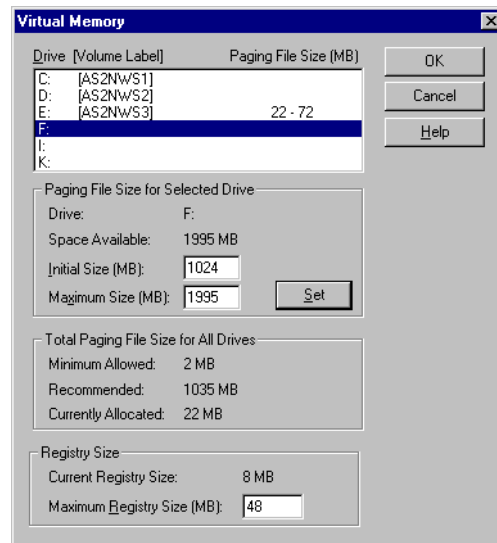 Virtual Memory
Drive [Volume Label] Paging File Size (MB)
C: [AS2NWS1]
D: [AS2NWS2]
E: [AS2NWS3] 22 - 72
F:
I:
K:
OK
Cancel
Help
Paging File Size for Selected Drive
Drive: F:
Space Available: 1995 MB
Initial Size (MB): 1024
Maximum Size (MB): 1995
Set
Total Paging File Size for All Drives
Minimum Allowed: 2 MB
Recommended: 1035 MB
Currently Allocated: 22 MB
Registry Size
Current Registry Size: 8 MB
Maximum Registry Size (MB): 48